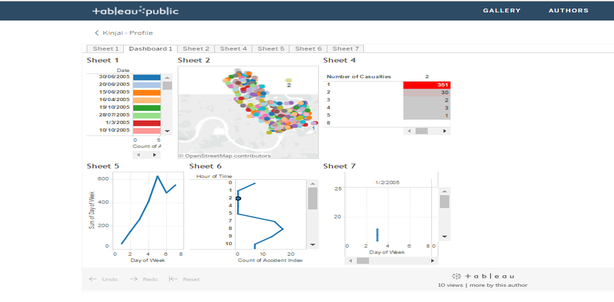 +ableau+public
GALLERY AUTHORS
Kinjal - Profile
Sheet 1 Dashboard 1 Sheet 2 Sheet 4 Sheet 5 Sheet 6 Sheet 7
Sheet 1
Date
30/06/2005
20/06/2005
15/06/2005
16/04/2005
19/10/2005
28/07/2005
1/3/2005
10/10/2005
0 5
Count of A
Sheet 2
2
1
© OpenStreetMap contributors
Sheet 4
Number of Casualties 2
1 361
2 30
3 2
4 3
5 1
6
Sheet 5
Sum of Day of Week
600
400
200
0
0 2 4 6 8
Day of Week
Sheet 6
Hour of Time
0
1
2
3
4
5
6
7
8
9
10
0 10 20
Count of Accident Index
Sheet 7
1/2/2005
25
20
0 2 4 6 8 0
Day of Week
Undo Redo Reset
+ableau
10 views | more by this author